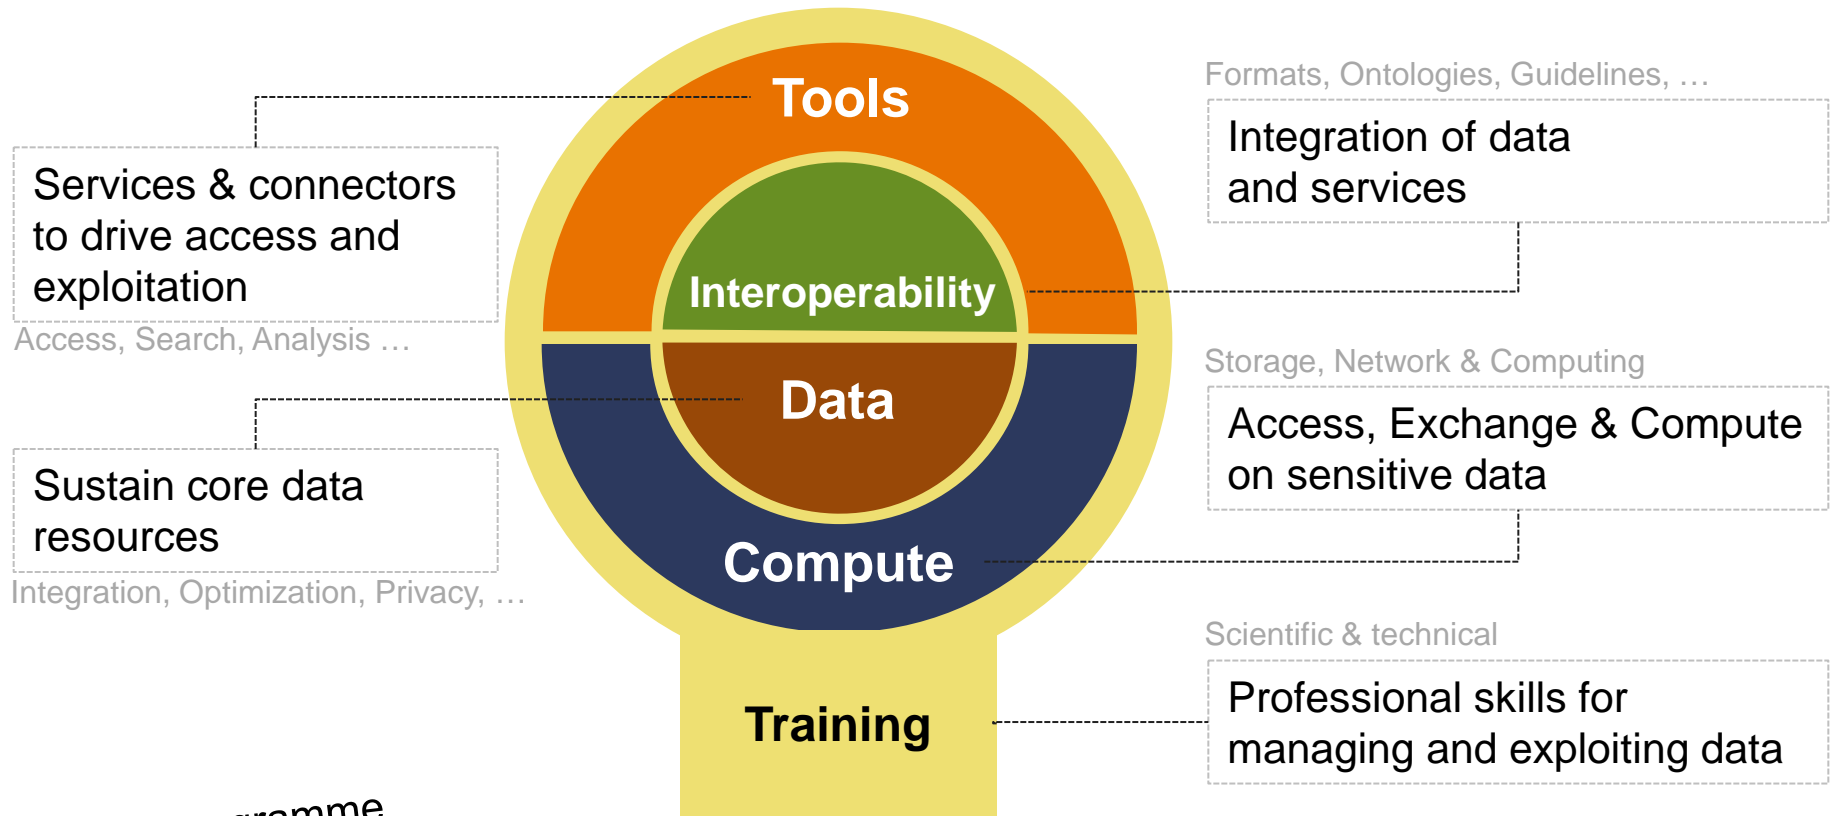 Tools
Interoperability
Data
Compute
Training
Services & connectors
to drive access and
exploitation
Access, Search, Analysis …
Sustain core data
resources
Integration, Optimization, Privacy, …
Formats, Ontologies, Guidelines, …
Integration of data
and services
Storage, Network & Computing
Access, Exchange & Compute
on sensitive data
Scientific & technical
Professional skills for
managing and exploiting data